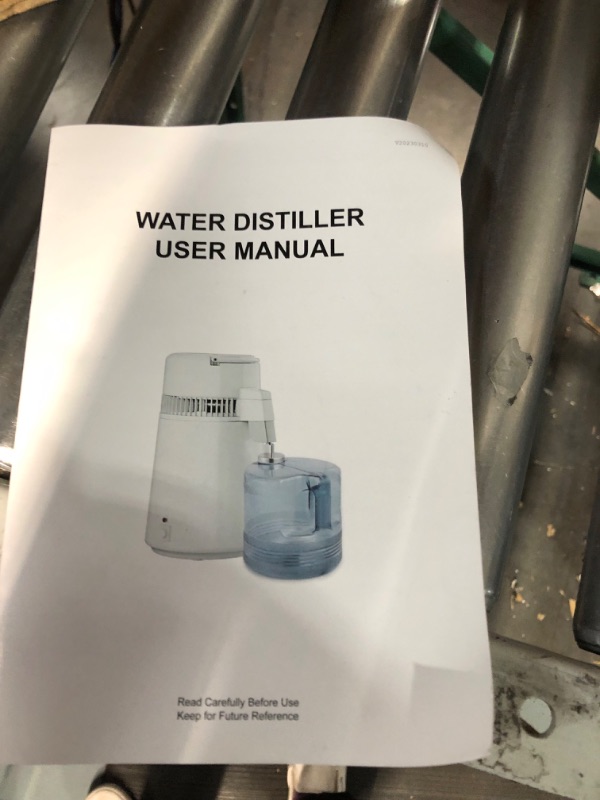 WATER DISTILLER
USER MANUAL
Read Carefully Before Use
Keep for Future Reference